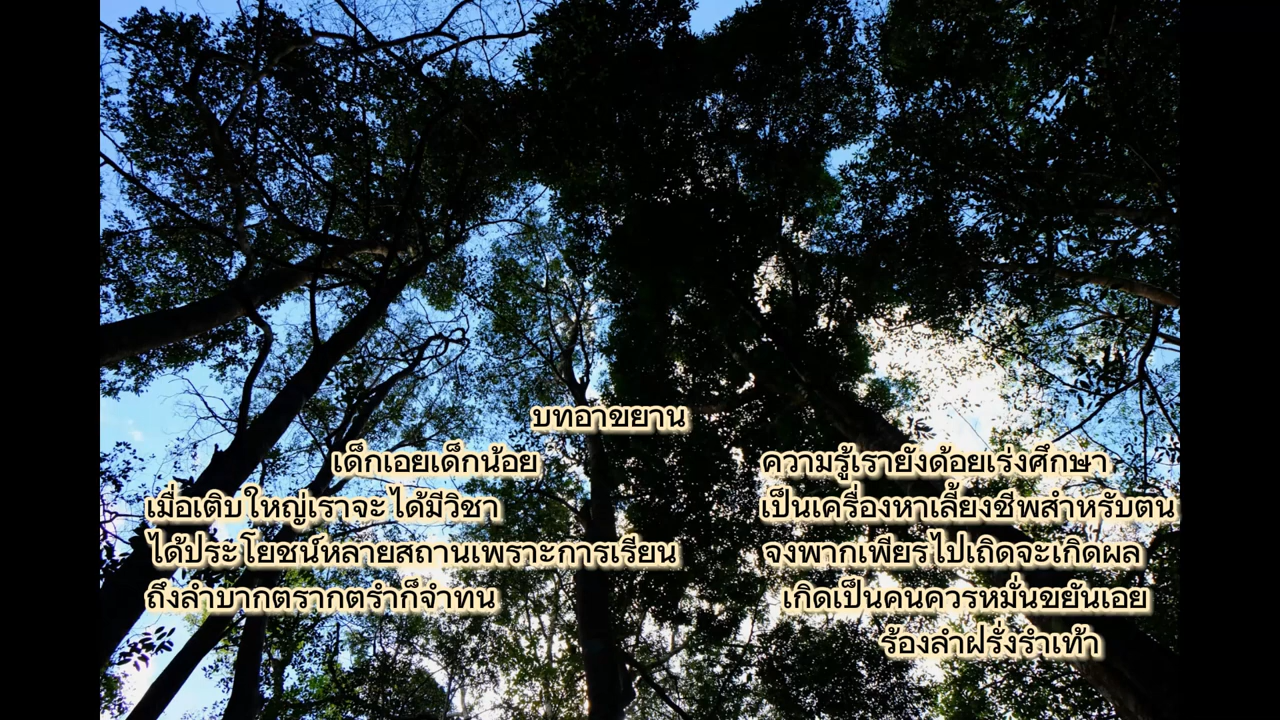 บทอาขยาน
เด็กเอยเด็กน้อย ความรู้เรายังด้อยเร่งศึกษา
เมื่อเติบใหญ่เราจะได้มีวิชา เป็นเครื่องหาเลี้ยงชีพสำหรับตน
ได้ประโยชน์หลายสถานเพราะการเรียน จงพากเพียรไปเถิดจะเกิดผล
ถึงลำบากตรากตรำก็จำทน เกิดเป็นคนควรหมั่นขยันเอย
ร้องลำฝรั่งรำเท้า